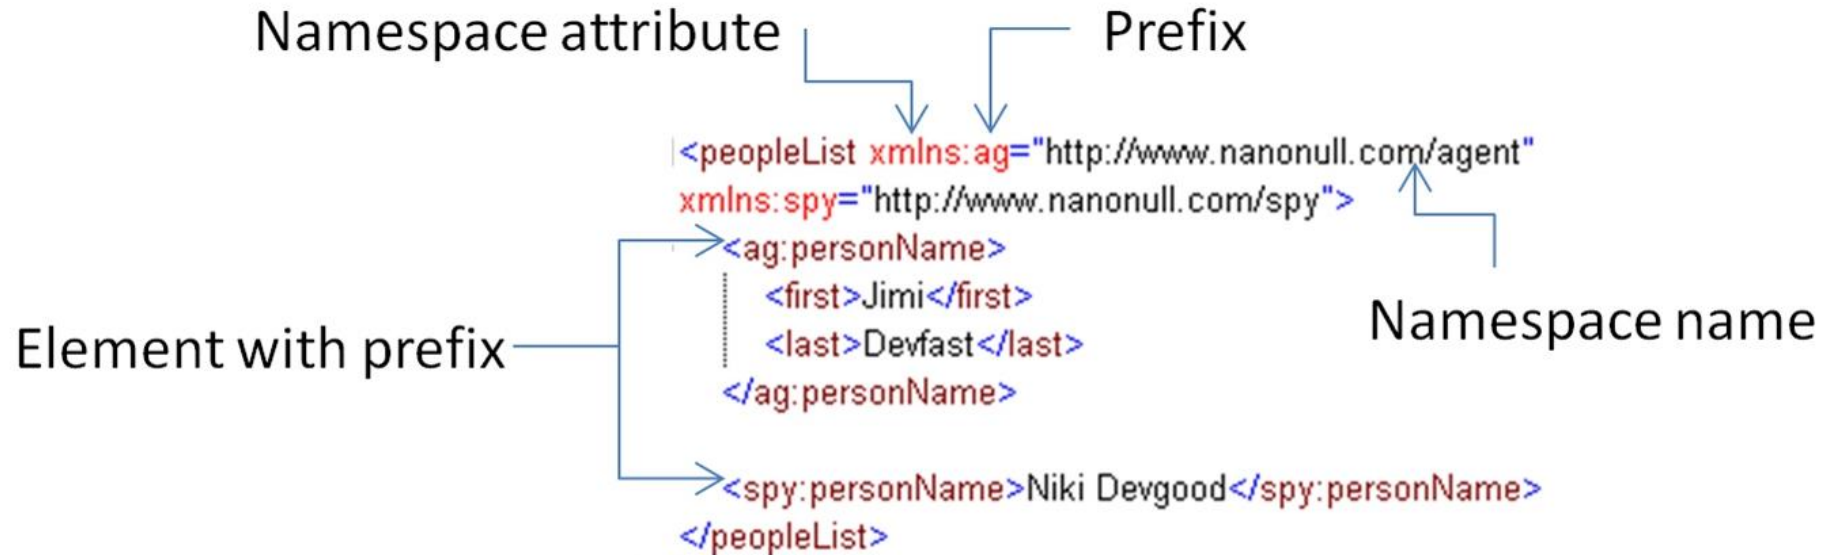 Namespace attribute
Prefix
<peopleList xmlns:ag="http://www.nanonull.com/agent"
xmlns:spy="http://www.nanonull.com/spy">
<ag:personName>
<first>Jimi</first>
Namespace name
Element with prefix
<last>Devfast</last>
</ag:personName>
<spy:personName>Niki Devgood</spy:personName>
</peopleList>